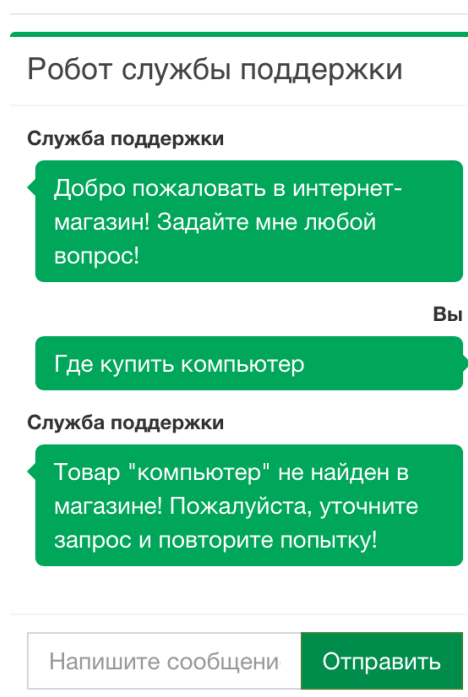 Робот службы поддержки
Служба поддержки
Добро пожаловать в интернет-
магазин! Задайте мне любой
вопрос!
Вы
Где купить компьютер
Служба поддержки
Товар "компьютер" не найден в
магазине! Пожалуйста, уточните
запрос и повторите попытку!
Напишите сообщени
Отправить